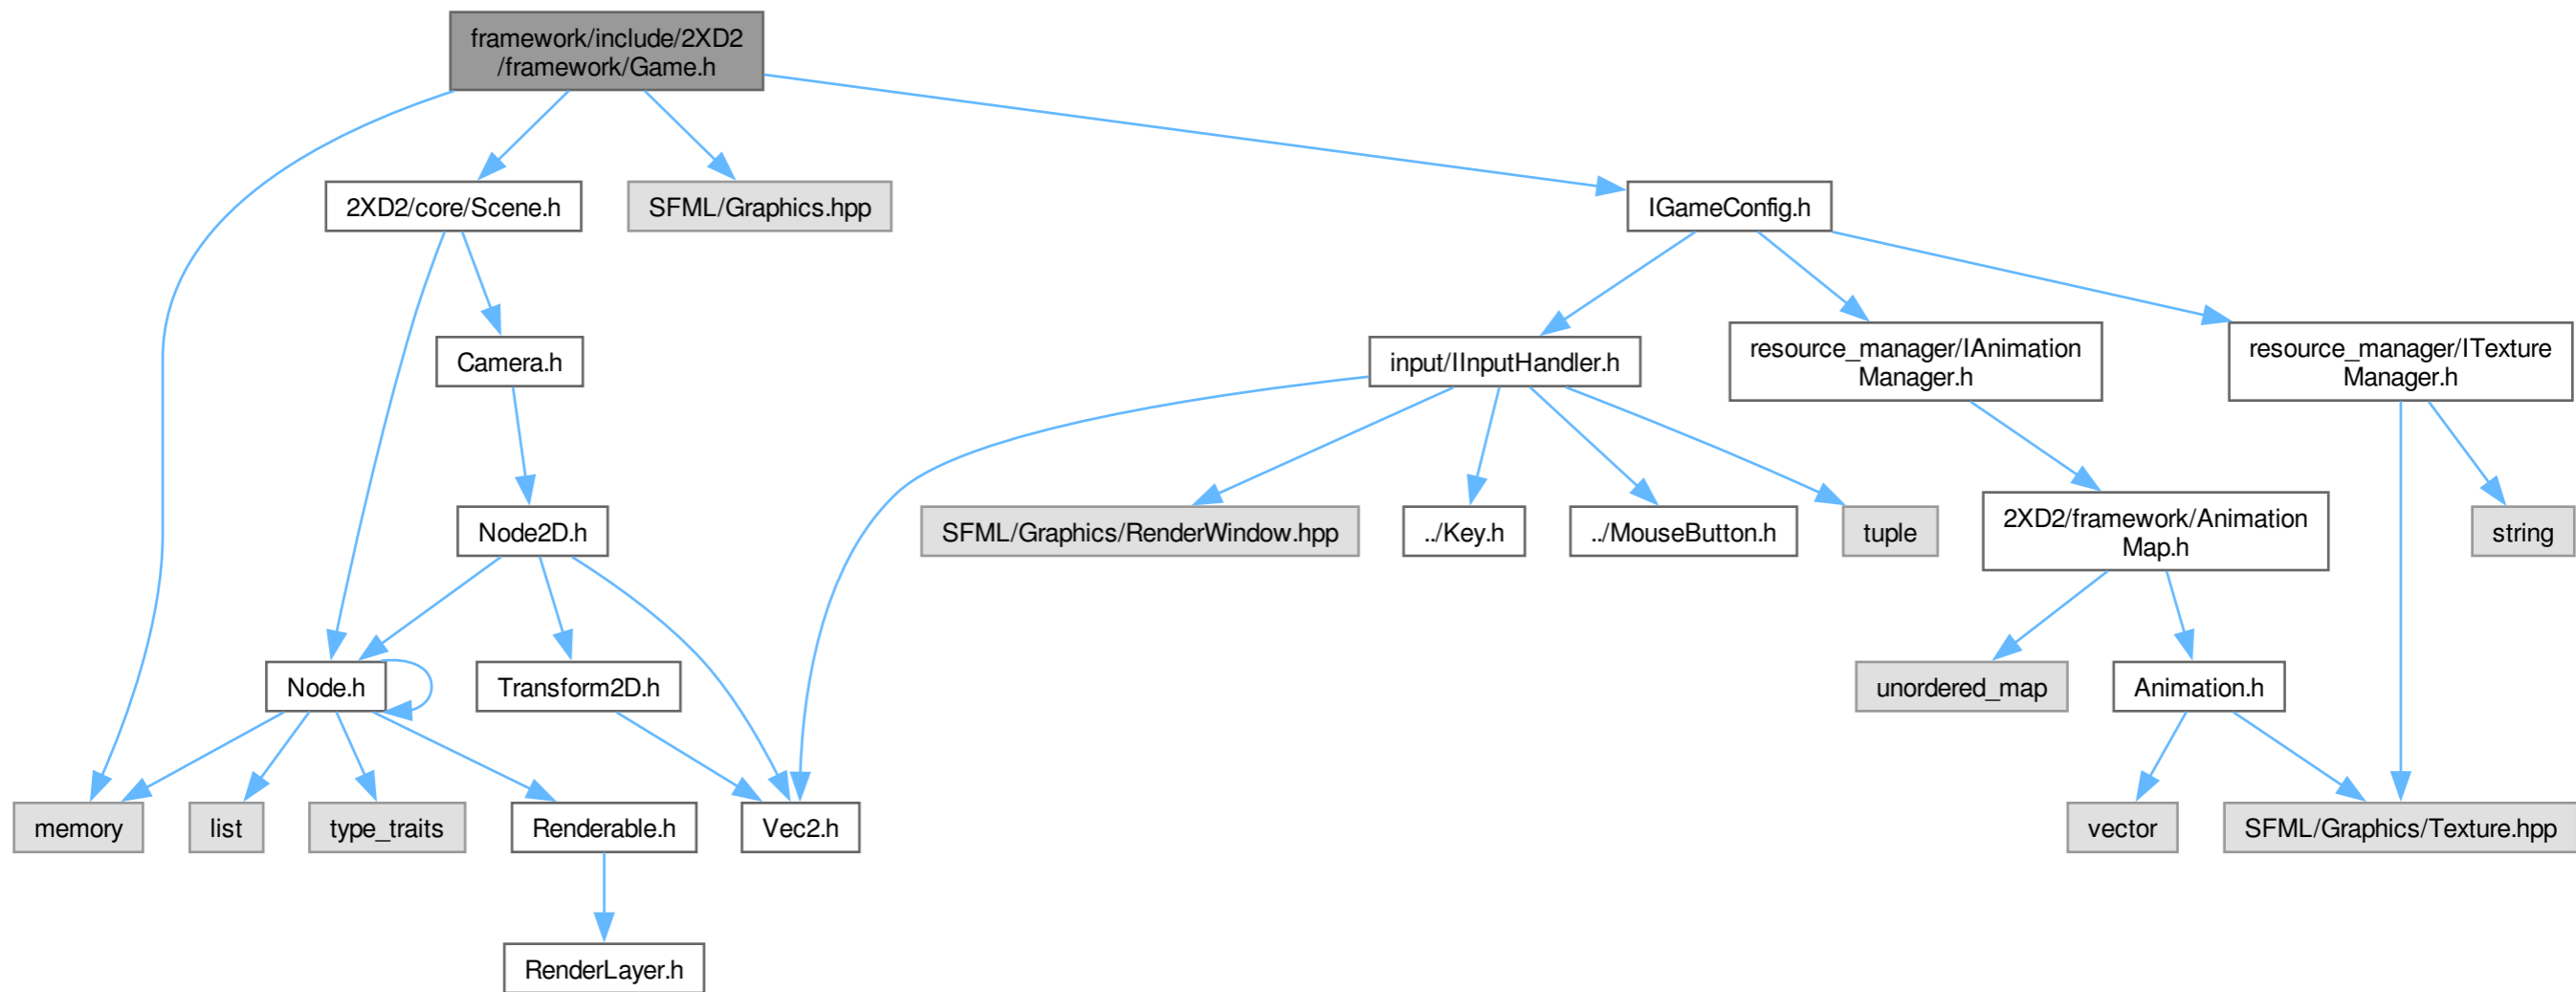 framework/include/2XD2
/framework/Game.h
2XD2/core/Scene.h
SFML/Graphics.hpp
IGameConfig.h
Camera.h
input/IInputHandler.h
resource_manager/IAnimation
Manager.h
resource_manager/ITexture
Manager.h
Node2D.h
SFML/Graphics/RenderWindow.hpp
../Key.h
../MouseButton.h
tuple
2XD2/framework/Animation
Map.h
string
Node.h
Transform2D.h
unordered_map
Animation.h
memory
list
type_traits
Renderable.h
Vec2.h
vector
SFML/Graphics/Texture.hpp
RenderLayer.h